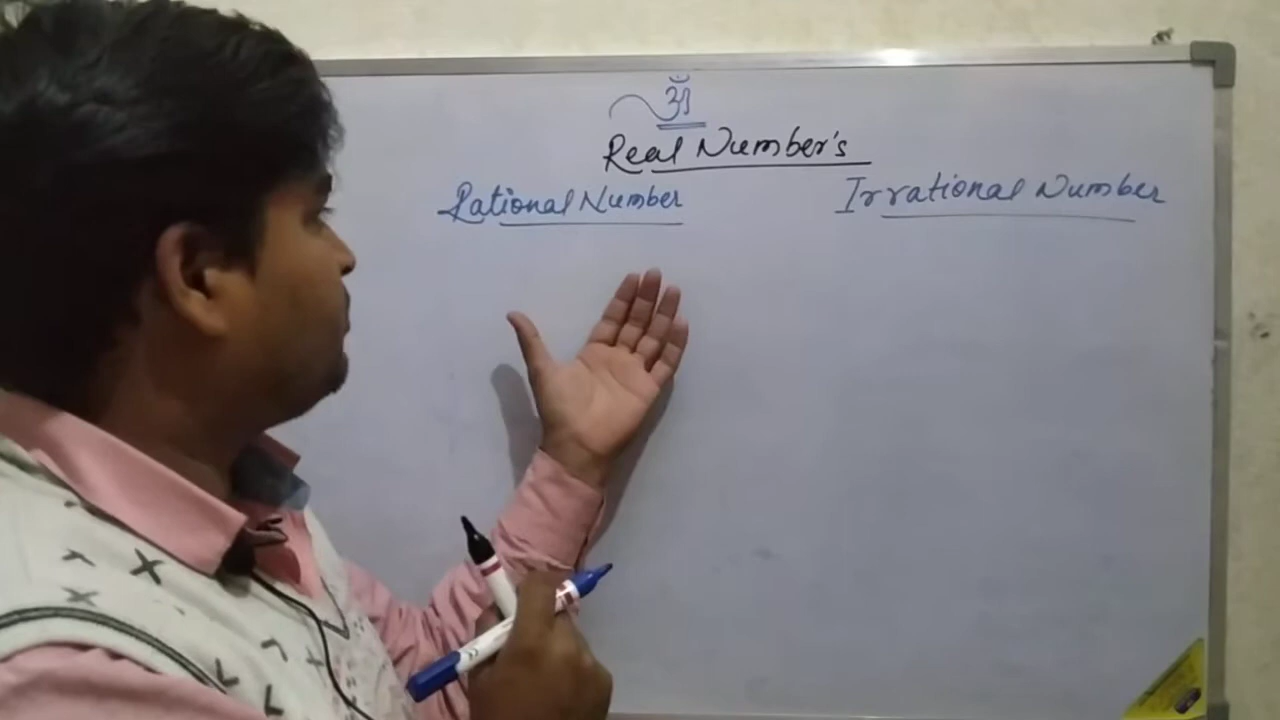 ॐ
Real Number's
Rational Number
Irrational Number